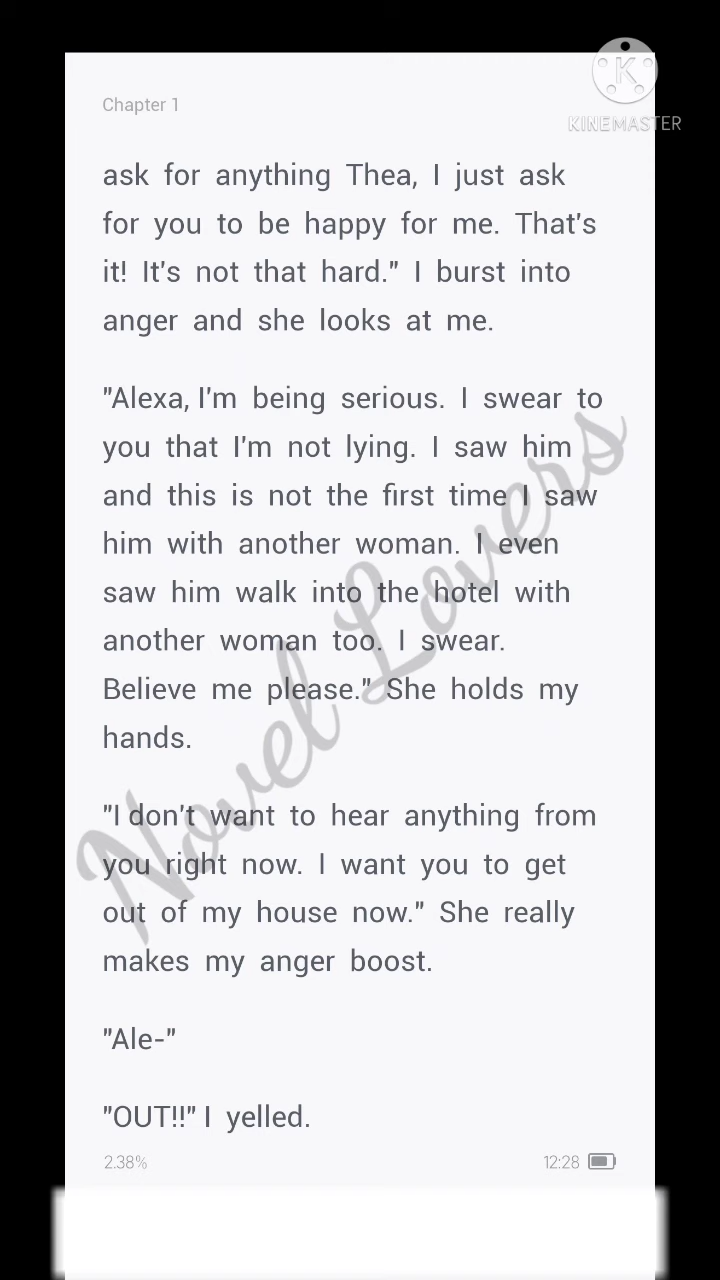 KINEMASTER
Chapter 1
ask for anything Thea, I just ask
for you to be happy for me. That's
it! It's not that hard." I burst into
anger and she looks at me.
"Alexa, I'm being serious. I swear to
you that I'm not lying. I saw him
and this is not the first time I saw
him with another woman. I even
saw him walk into the hotel with
another woman too. I swear.
Believe me please." She holds my
hands.
"I don't want to hear anything from
you right now. I want you to get
out of my house now." She really
makes my anger boost.
"Ale-"
"OUT!!" I yelled.
2.38%
12:28
Novel Lovers